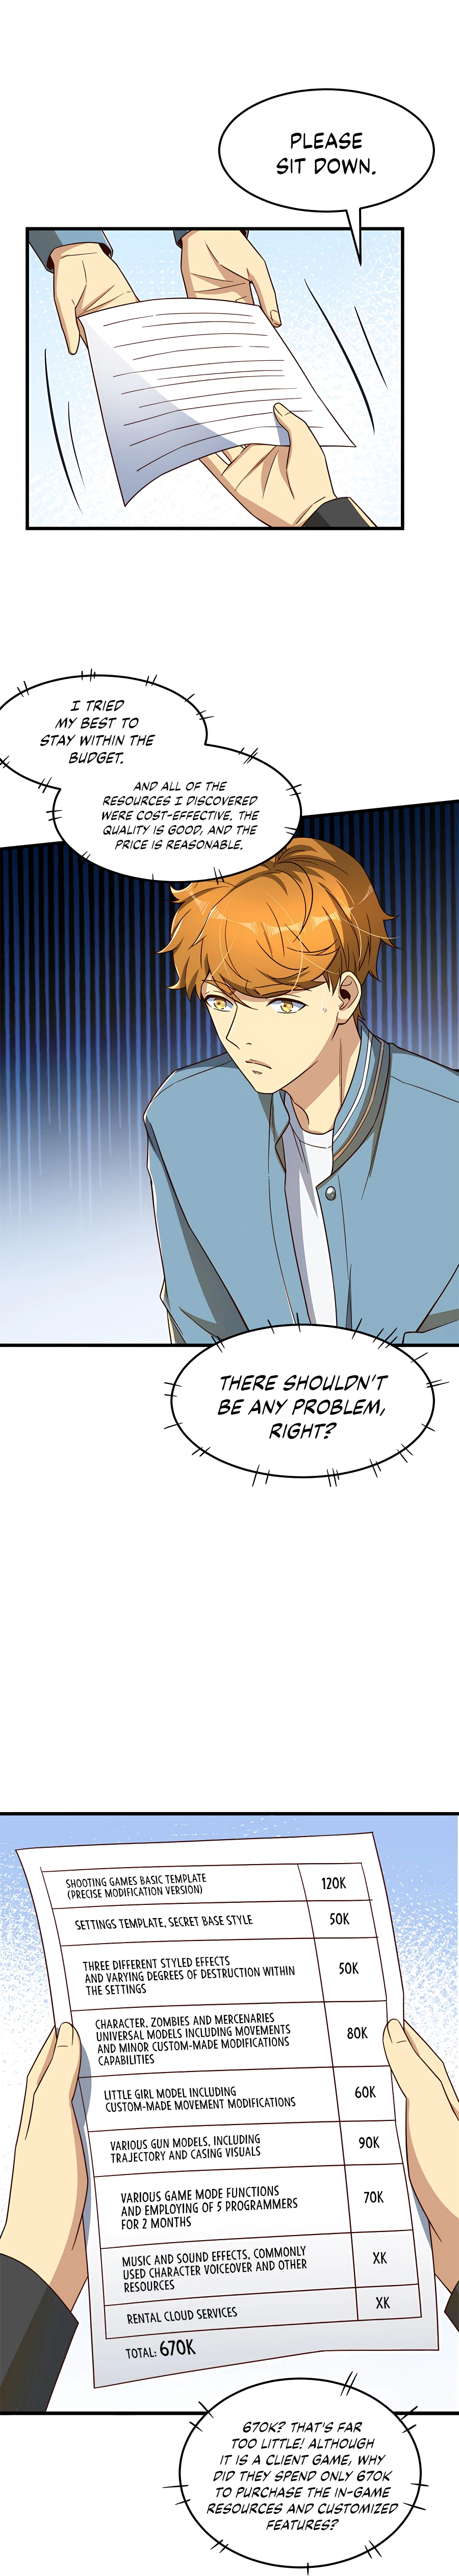 PLEASE
SIT DOWN.
I TRIED
MY BEST TO
STAY WITHIN THE
BUDGET.
AND ALL OF THE
RESOURCES I DISCOVERED
WERE COST-EFFECTIVE. THE
QUALITY IS GOOD, AND THE
PRICE IS REASONABLE.
THERE SHOULDN'T
BE ANY PROBLEM,
RIGHT?
SHOOTING GAMES BASIC TEMPLATE
(PRECISE MODIFICATION VERSION) 120K
SETTINGS TEMPLATE, SECRET BASE STYLE 50K
THREE DIFFERENT STYLED EFFECTS
AND VARYING DEGREES OF DESTRUCTION WITHIN 50K
THE SETTINGS
CHARACTER, ZOMBIES AND MERCENARIES
UNIVERSAL MODELS INCLUDING MOVEMENTS 80K
AND MINOR CUSTOM-MADE MODIFICATIONS
CAPABILITIES
LITTLE GIRL MODEL INCLUDING 60K
CUSTOM-MADE MOVEMENT MODIFICATIONS
VARIOUS GUN MODELS, INCLUDING 90K
TRAJECTORY AND CASING VISUALS
VARIOUS GAME MODE FUNCTIONS 70K
AND EMPLOYING OF 5 PROGRAMMERS
FOR 2 MONTHS
MUSIC AND SOUND EFFECTS, COMMONLY XK
USED CHARACTER VOICEOVER AND OTHER
RESOURCES
RENTAL CLOUD SERVICES XK
TOTAL: 670K
670K? THAT'S FAR
TOO LITTLE! ALTHOUGH
IT IS A CLIENT GAME, WHY
DID THEY SPEND ONLY 670K
TO PURCHASE THE IN-GAME
RESOURCES AND CUSTOMIZED
FEATURES?